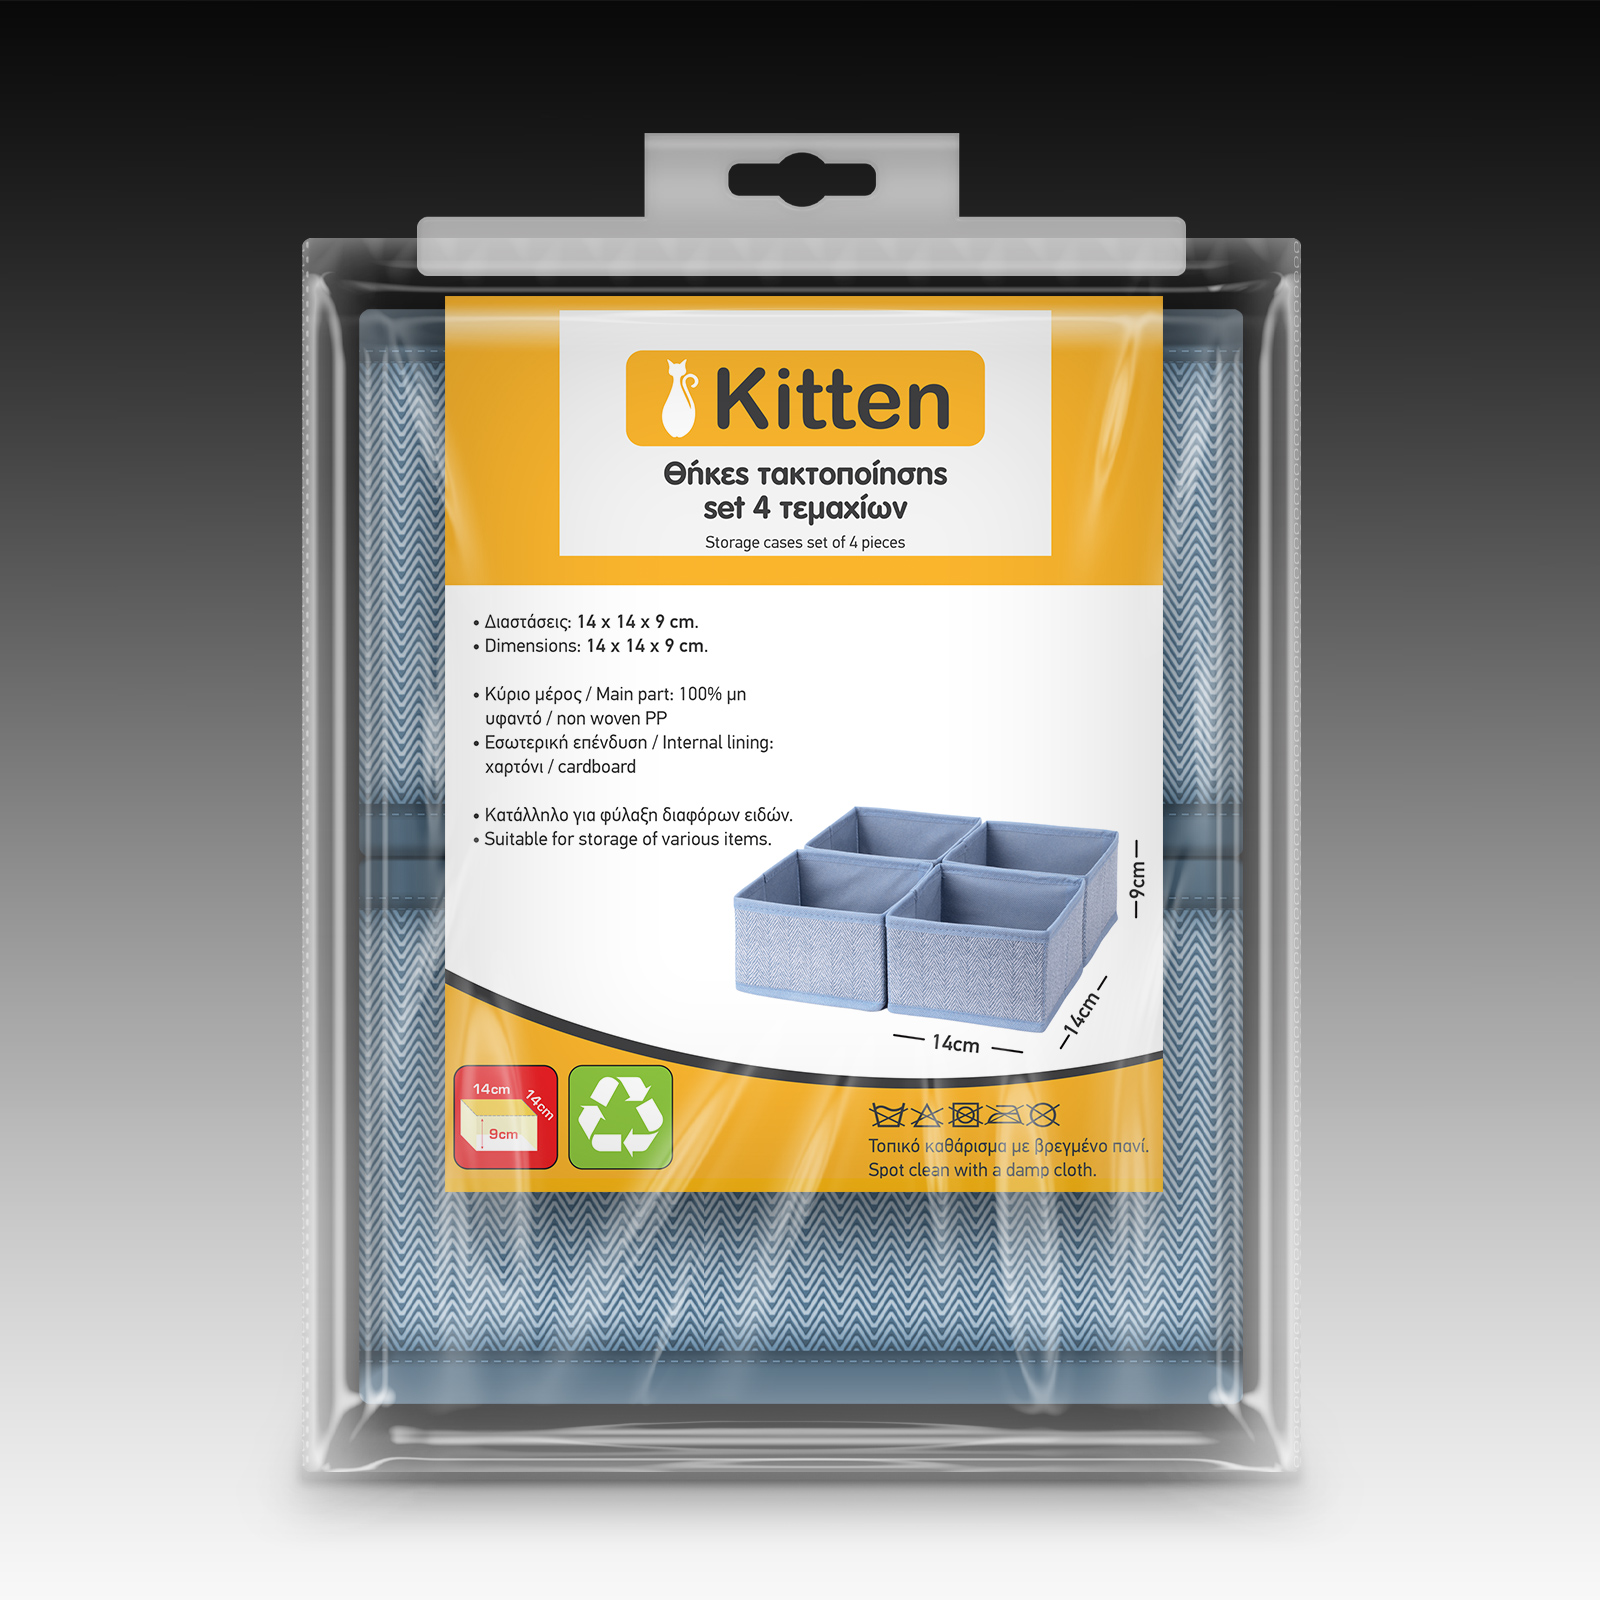 Kitten
Θήκες τακτοποίησης
set 4 τεμαχίων
Storage cases set of 4 pieces
• Διαστάσεις: 14 x 14 x 9 cm.
• Dimensions: 14 x 14 x 9 cm.
• Κύριο μέρος / Main part: 100% μη
υφαντό / non woven PP
• Εσωτερική επένδυση / Internal lining:
χαρτόνι / cardboard
• Κατάλληλο για φύλαξη διαφόρων ειδών.
• Suitable for storage of various items.
9cm
14cm
14cm
14cm
14cm
9cm
Τοπικό καθάρισμα με βρεγμένο πανί.
Spot clean with a damp cloth.